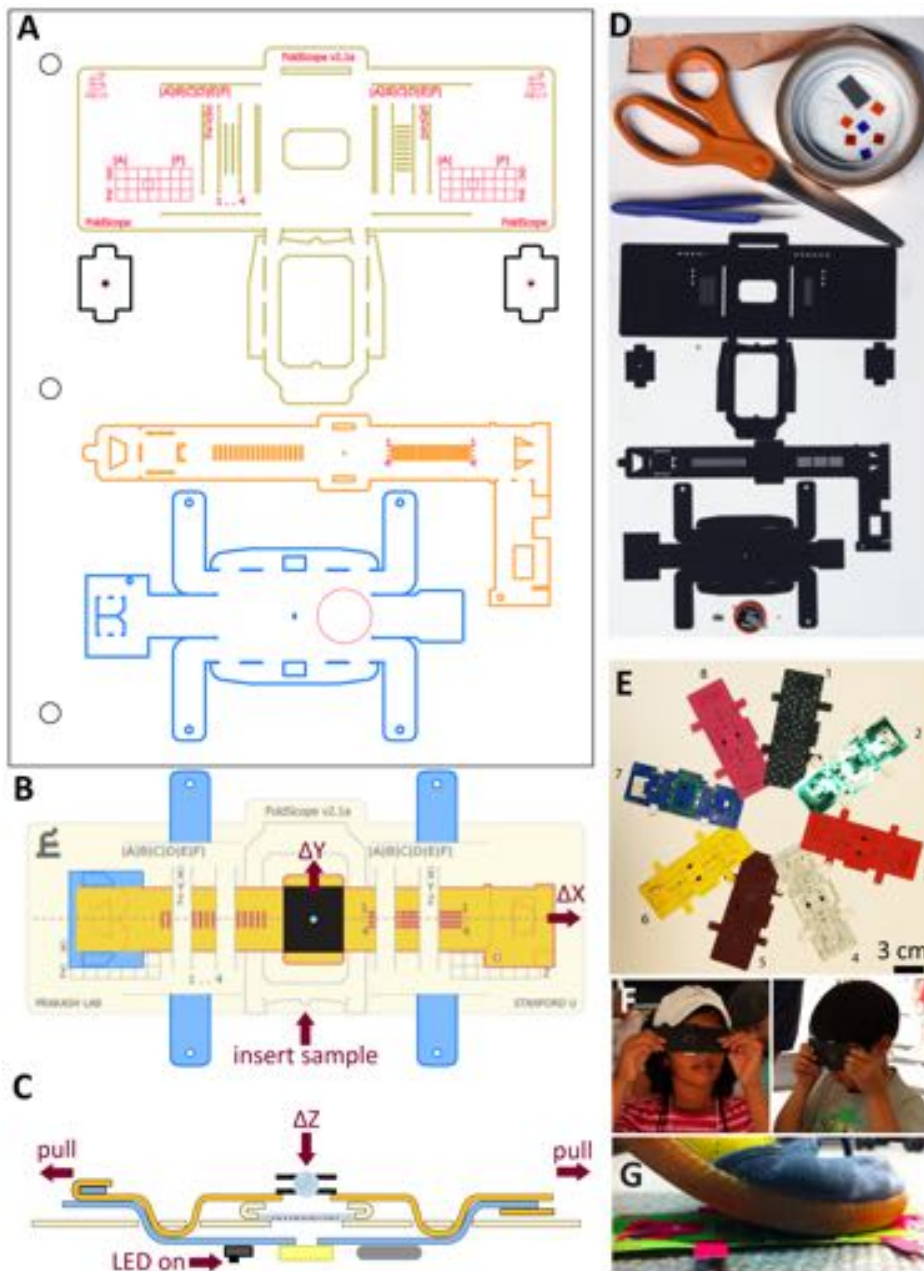 A
FoldScope v2.1a
(A)(B)(C)(D)(E)(F)
(A)(B)(C)(D)(E)(F)
(A)
(F)
(A)
(F)
1 . . 4
FoldScope
FoldScope
B
FoldScope v2.1a
(A)(B)(C)(D)(E)(F)
(A)(B)(C)(D)(E)(F)
ΔY
ΔX
1 . . 4
PRAKASH LAB
STANFORD U
insert sample
C
ΔZ
pull
pull
LED on
D
E
1
2
4
5
6
7
8
3 cm
F
G